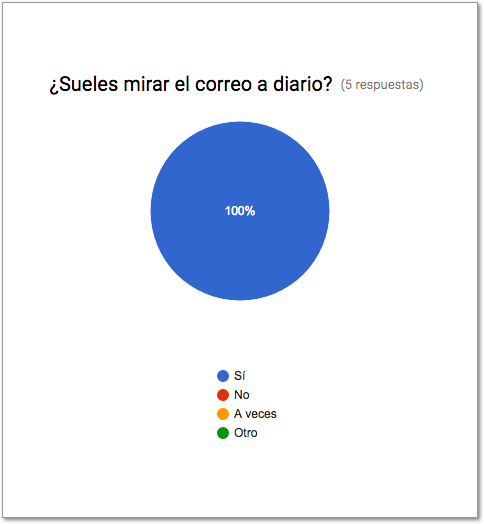 ¿Sueles mirar el correo a diario? (5 respuestas)
100%
Sí
No
A veces
Otro